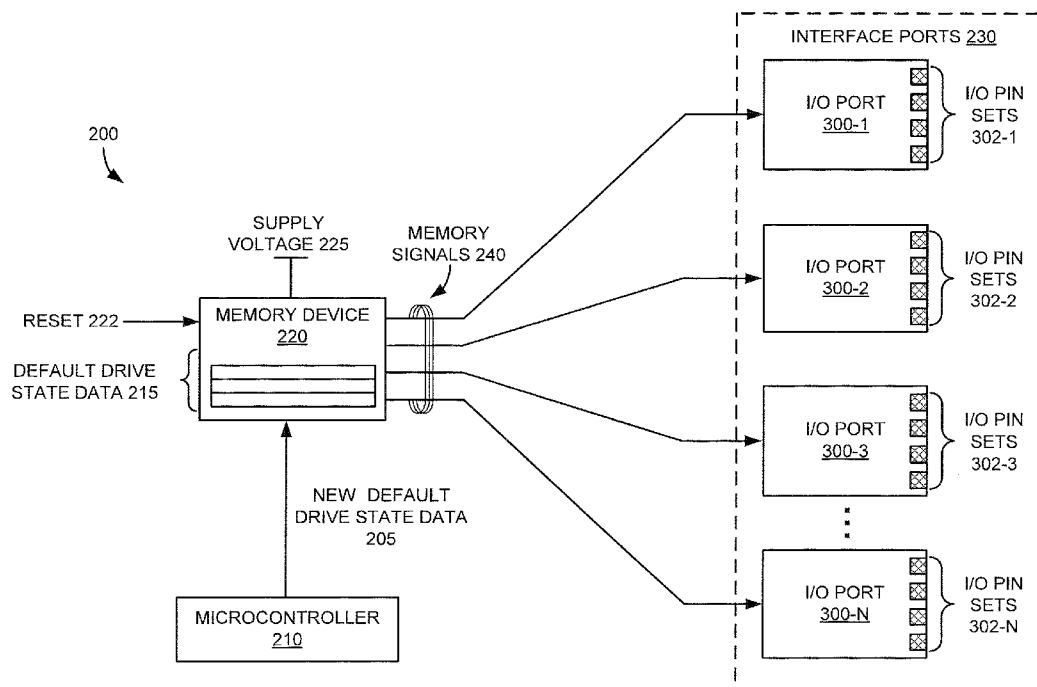 INTERFACE PORTS 230
I/O PORT
300-1
I/O PIN
SETS
302-1
200
SUPPLY
VOLTAGE 225
MEMORY
SIGNALS 240
I/O PORT
300-2
I/O PIN
SETS
302-2
RESET 222
MEMORY DEVICE
220
DEFAULT DRIVE
STATE DATA 215
I/O PORT
300-3
I/O PIN
SETS
302-3
NEW DEFAULT
DRIVE STATE DATA
205
I/O PORT
300-N
I/O PIN
SETS
302-N
MICROCONTROLLER
210